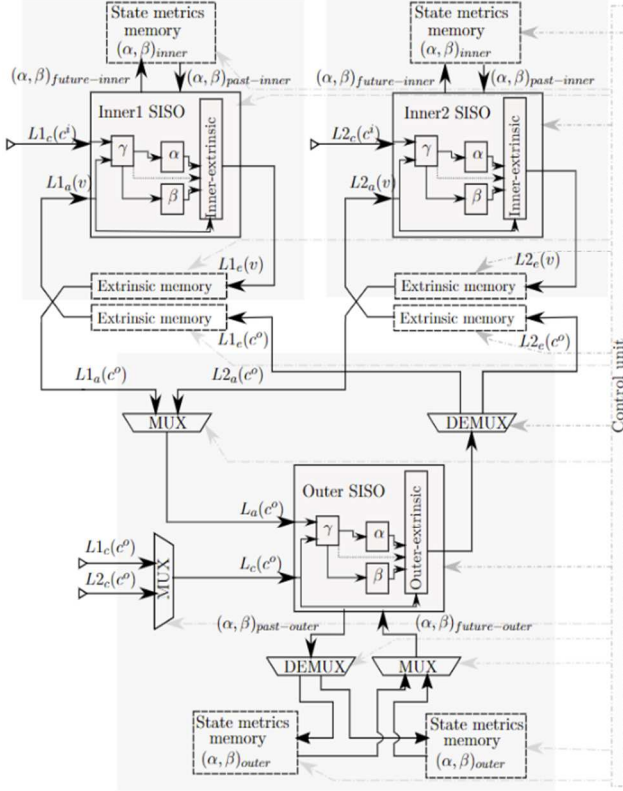 State metrics
memory
(α, β)inner
State metrics
memory
(α, β)inner
(α, β)future−inner
(α, β)past−inner
(α, β)future−inner
(α, β)past−inner
Inner1 SISO
Inner2 SISO
L1c(cⁱ)
γ
α
β
Inner-extrinsic
L1a(v)
L2c(cⁱ)
γ
α
β
Inner-extrinsic
L2a(v)
L1e(v)
L2e(v)
Extrinsic memory
Extrinsic memory
Extrinsic memory
Extrinsic memory
L1e(cᵒ)
L2e(cᵒ)
Control unit
L1a(cᵒ)
L2a(cᵒ)
MUX
DEMUX
Outer SISO
La(cᵒ)
γ
α
β
Outer-extrinsic
L1c(cᵒ)
L2c(cᵒ)
MUX
Lc(cᵒ)
(α, β)past−outer
(α, β)future−outer
DEMUX
MUX
State metrics
memory
(α, β)outer
State metrics
memory
(α, β)outer